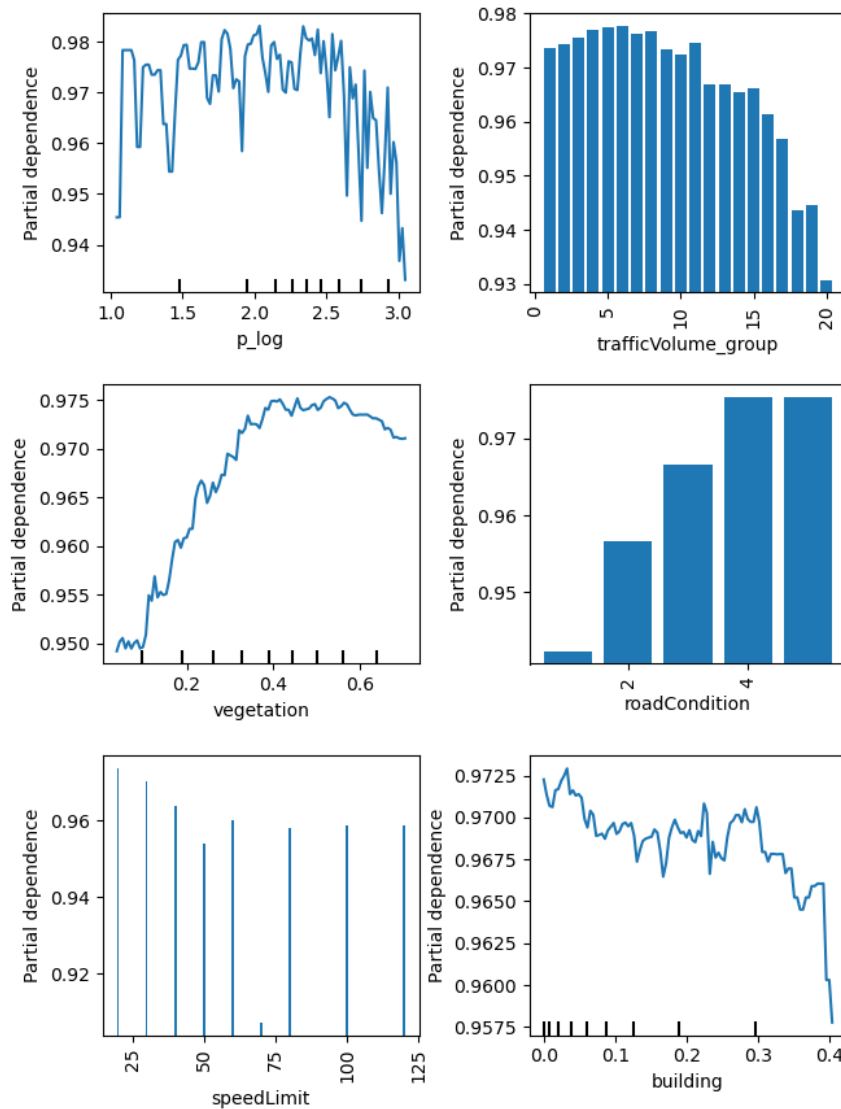 Partial dependence
0.98
0.97
0.96
0.95
0.94
1.0 1.5 2.0 2.5 3.0
p_log
Partial dependence
0.98
0.97
0.96
0.95
0.94
0.93
0 5 10 15 20
trafficVolume_group
Partial dependence
0.975
0.970
0.965
0.960
0.955
0.950
0.2 0.4 0.6
vegetation
Partial dependence
0.97
0.96
0.95
2 4
roadCondition
Partial dependence
0.96
0.94
0.92
25 50 75 100 125
speedLimit
Partial dependence
0.9725
0.9700
0.9675
0.9650
0.9625
0.9600
0.9575
0.0 0.1 0.2 0.3 0.4
building